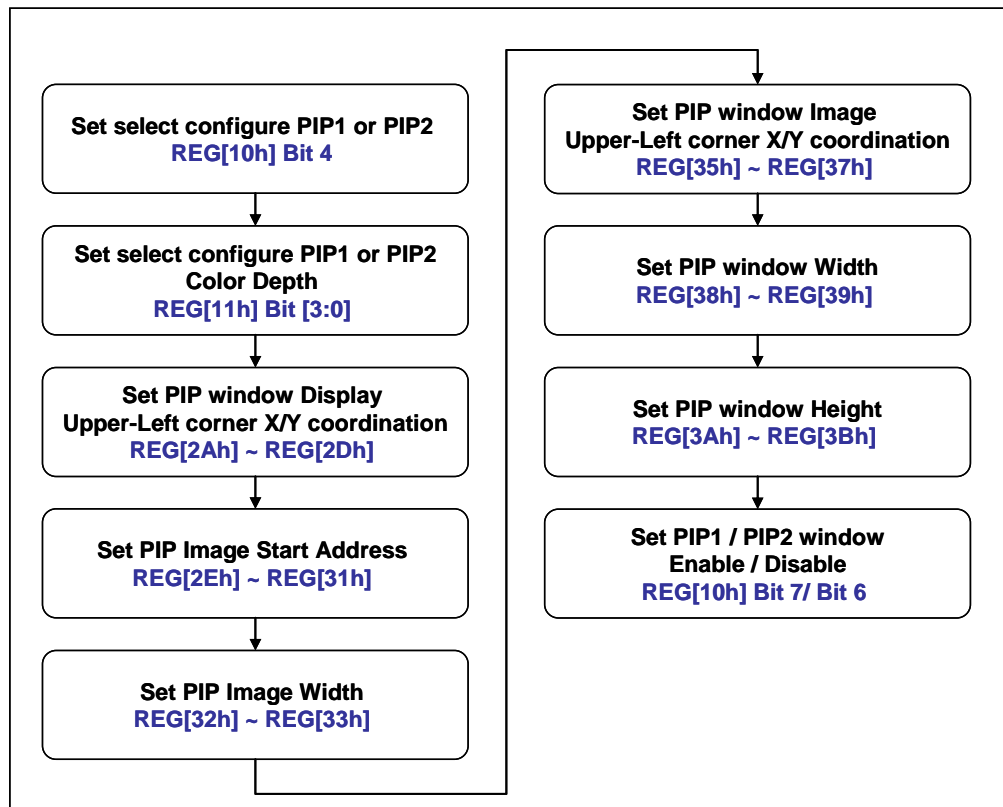 Set select configure PIP1 or PIP2
REG[10h] Bit 4
Set select configure PIP1 or PIP2
Color Depth
REG[11h] Bit [3:0]
Set PIP window Display
Upper-Left corner X/Y coordination
REG[2Ah] ~ REG[2Dh]
Set PIP Image Start Address
REG[2Eh] ~ REG[31h]
Set PIP Image Width
REG[32h] ~ REG[33h]
Set PIP window Image
Upper-Left corner X/Y coordination
REG[35h] ~ REG[37h]
Set PIP window Width
REG[38h] ~ REG[39h]
Set PIP window Height
REG[3Ah] ~ REG[3Bh]
Set PIP1 / PIP2 window
Enable / Disable
REG[10h] Bit 7/ Bit 6